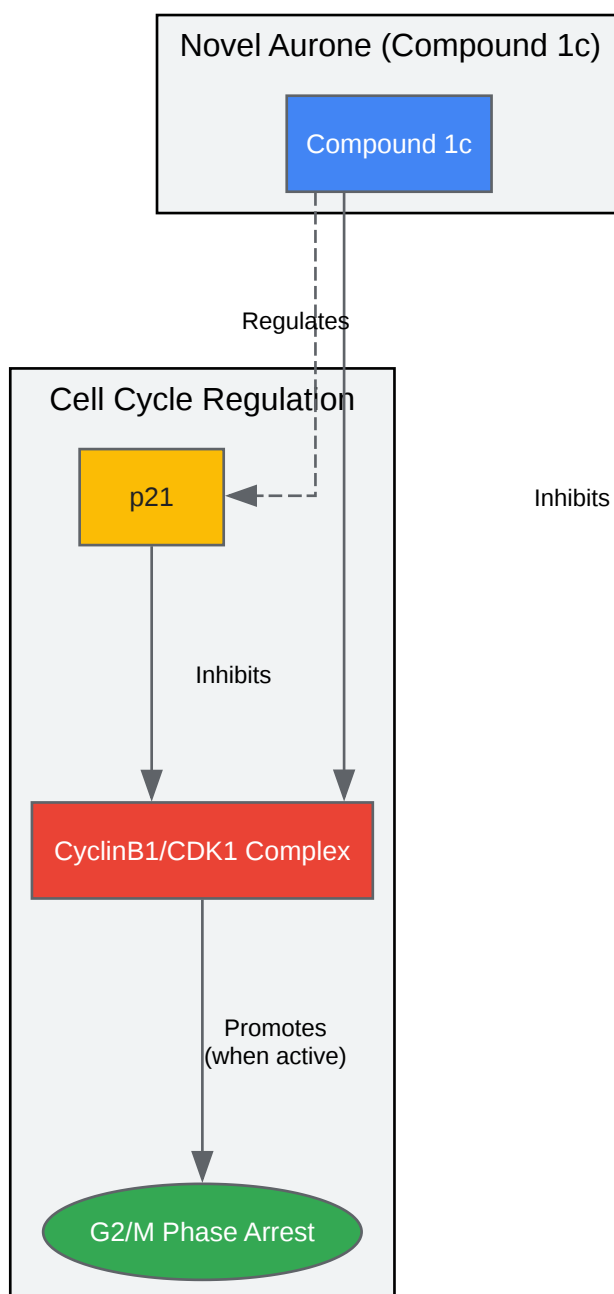 Novel Aurone (Compound 1c)
Compound 1c
Regulates
Cell Cycle Regulation
p21
Inhibits
Inhibits
CyclinB1/CDK1 Complex
Promotes
(when active)
G2/M Phase Arrest